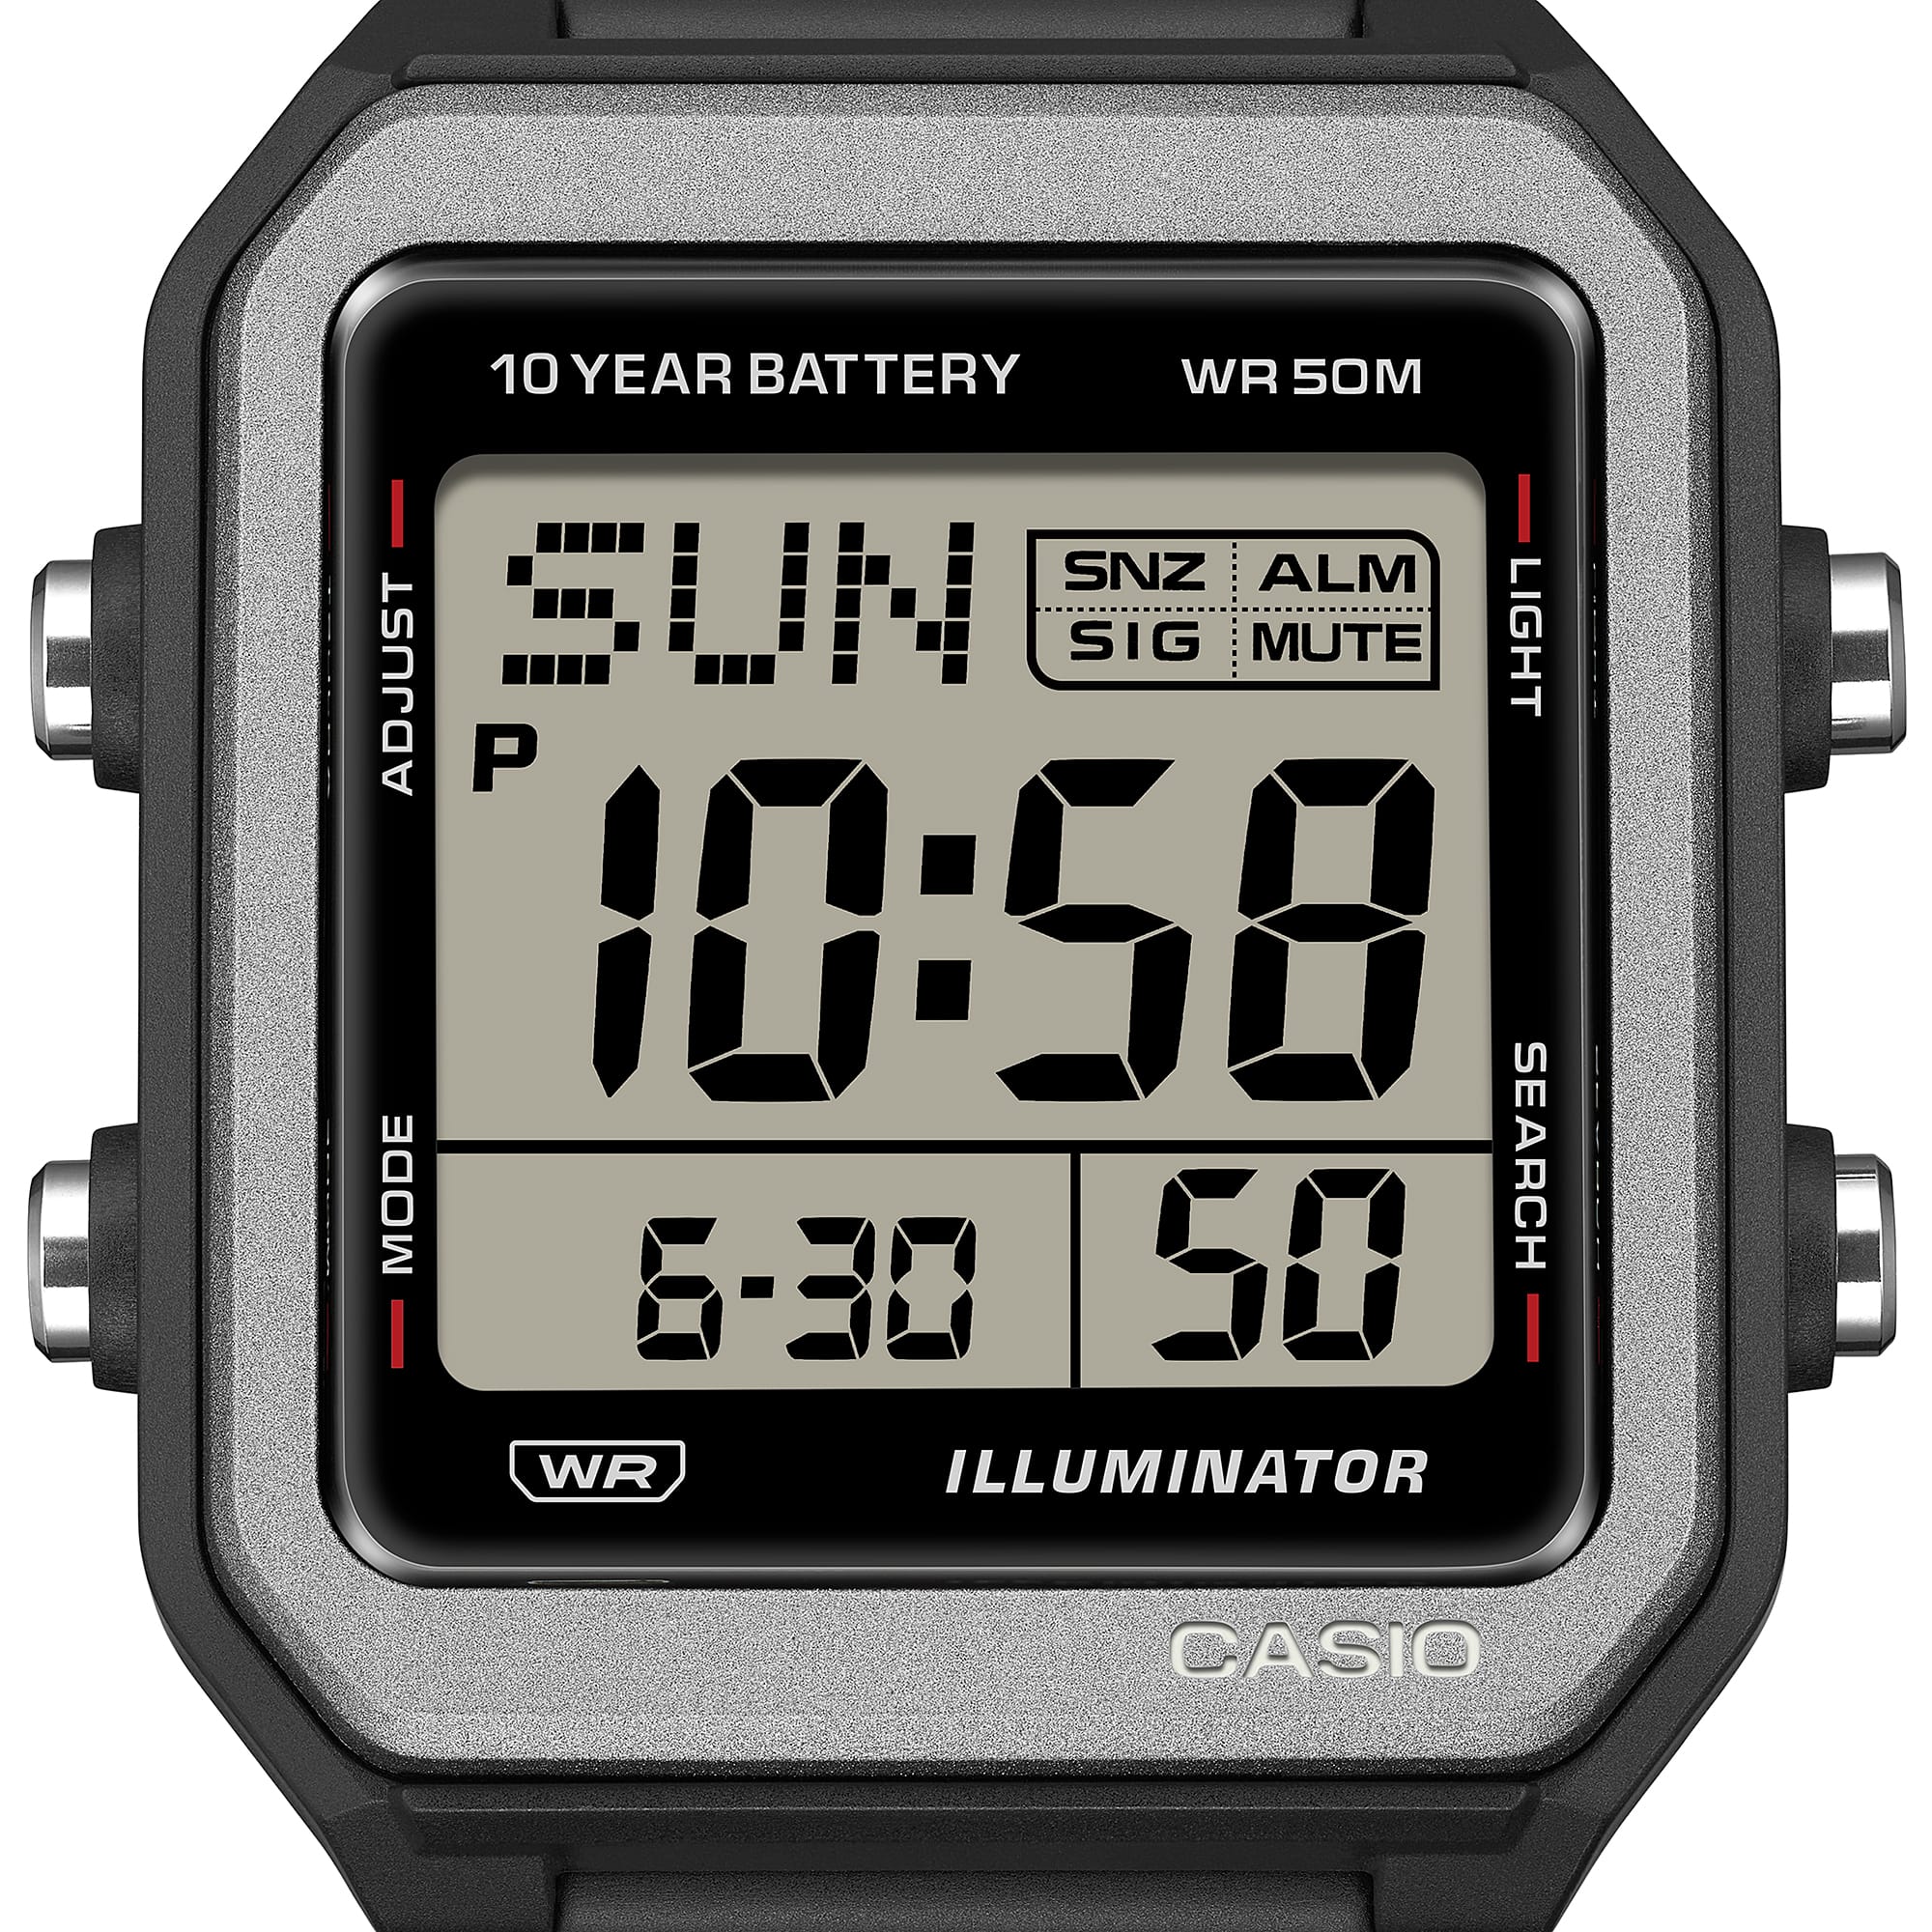 10 YEAR BATTERY WR 50M
ADJUST
LIGHT
SUN
SNZ ALM
SIG MUTE
P 10:58
MODE
SEARCH
6-30 50
WR ILLUMINATOR
CASIO